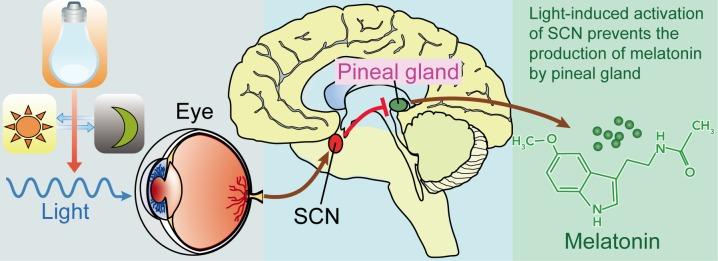 Light-induced activation
of SCN prevents the
production of melatonin
by pineal gland
Pineal gland
Eye
Light
SCN
H₃C
O
N
H
H
N
O
CH₃
Melatonin